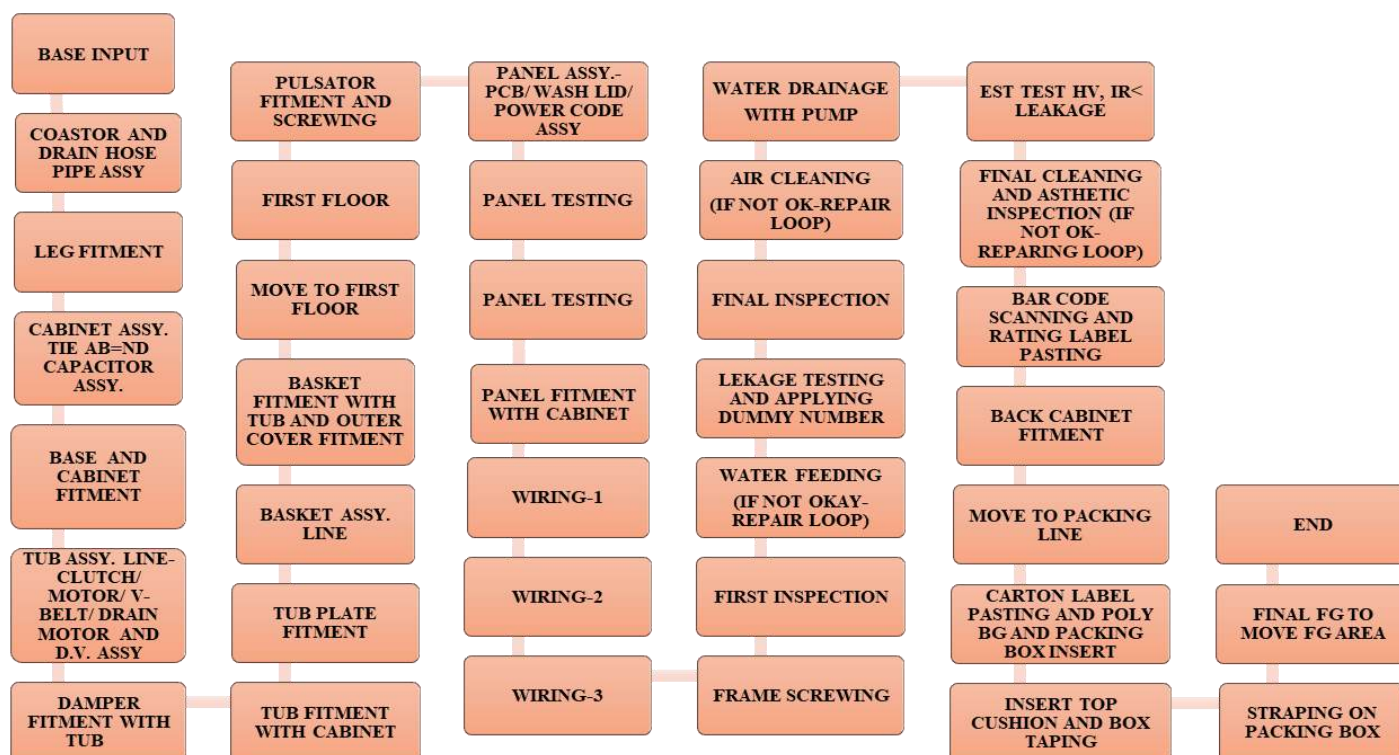 BASE INPUT
COASTOR AND
DRAIN HOSE
PIPE ASSY
LEG FITMENT
CABINET ASSY.
TIE AB=ND
CAPACITOR
ASSY.
BASE AND
CABINET
FITMENT
TUB ASSY. LINE-
CLUTCH/
MOTOR/ V-
BELT/ DRAIN
MOTOR AND
D.V. ASSY
DAMPER
FITMENT WITH
TUB
TUB FITMENT
WITH CABINET
TUB PLATE
FITMENT
BASKET ASSY.
LINE
BASKET
FITMENT WITH
TUB AND OUTER
COVER FITMENT
MOVE TO FIRST
FLOOR
FIRST FLOOR
PULSATOR
FITMENT AND
SCREWING
PANEL ASSY.-
PCB/ WASH LID/
POWER CODE
ASSY
PANEL TESTING
PANEL TESTING
PANEL FITMENT
WITH CABINET
WIRING-1
WIRING-2
WIRING-3
FRAME SCREWING
FIRST INSPECTION
WATER FEEDING
(IF NOT OKAY-
REPAIR LOOP)
LEKAGE TESTING
AND APPLYING
DUMMY NUMBER
FINAL INSPECTION
AIR CLEANING
(IF NOT OK-REPAIR
LOOP)
WATER DRAINAGE
WITH PUMP
EST TEST HV, IR<
LEAKAGE
FINAL CLEANING
AND ASTHETIC
INSPECTION (IF
NOT OK-
REPARING LOOP)
BAR CODE
SCANNING AND
RATING LABEL
PASTING
BACK CABINET
FITMENT
MOVE TO PACKING
LINE
CARTON LABEL
PASTING AND POLY
BG AND PACKING
BOX INSERT
INSERT TOP
CUSHION AND BOX
TAPING
STRAPING ON
PACKING BOX
FINAL FG TO
MOVE FG AREA
END